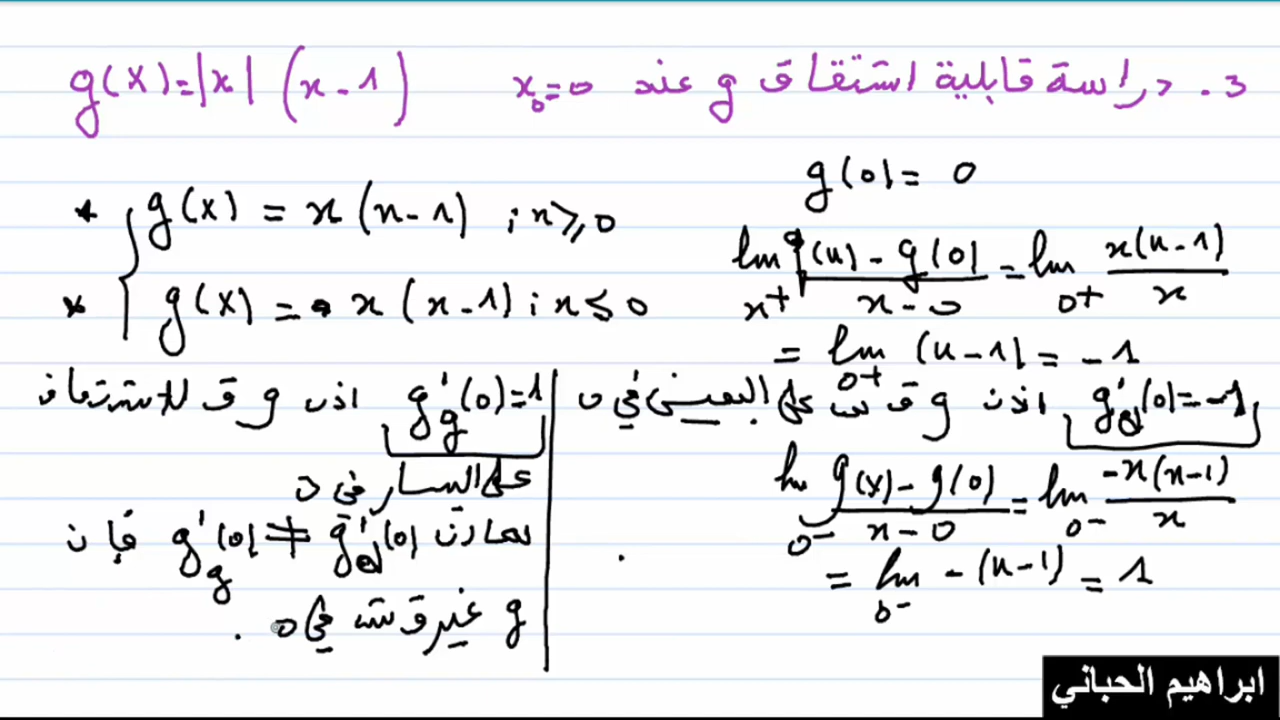 3. دراسة قابلية اشتقاق g عند x₀=0 g(x)=|x| (x-1)
g(0)= 0
* { g(x) = x(x-1) ; x≥0
* { g(x) = -x(x-1) ; x≤0
lim x⁺ (g(x) - g(0))/(x-0) = lim 0⁺ x(x-1)/x
= lim 0⁺ (x-1) = -1
g'd(0)=-1 اذن g ق ش على اليمين في 0
lim 0⁻ (g(x)-g(0))/(x-0) = lim 0⁻ -x(x-1)/x
= lim 0⁻ -(x-1) = 1
g'g(0)=1 اذن g ق للاشتقاق
على اليسار في 0
بما أن g'd(0) ≠ g'g(0) فإن
g غير ق ش في 0.
ابراهيم الحباني